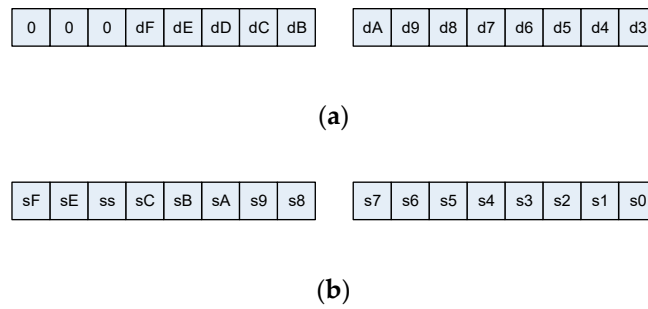 0 0 0 dF dE dD dC dB dA d9 d8 d7 d6 d5 d4 d3
(a)
sF sE ss sC sB sA s9 s8 s7 s6 s5 s4 s3 s2 s1 s0
(b)